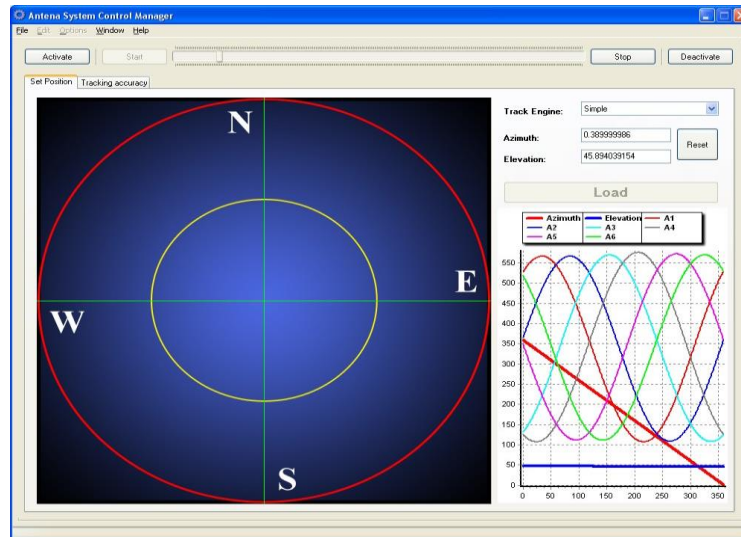 Antena System Control Manager
File Edit Options Window Help
Activate Start Stop Deactivate
Set Position Tracking accuracy
N
E
W
S
Track Engine: Simple
Azimuth: 0.389999986
Reset
Elevation: 45.894039154
Load
Azimuth Elevation A1
A2 A3 A4
A5 A6
550
500
450
400
350
300
250
200
150
100
50
0
0 50 100 150 200 250 300 350